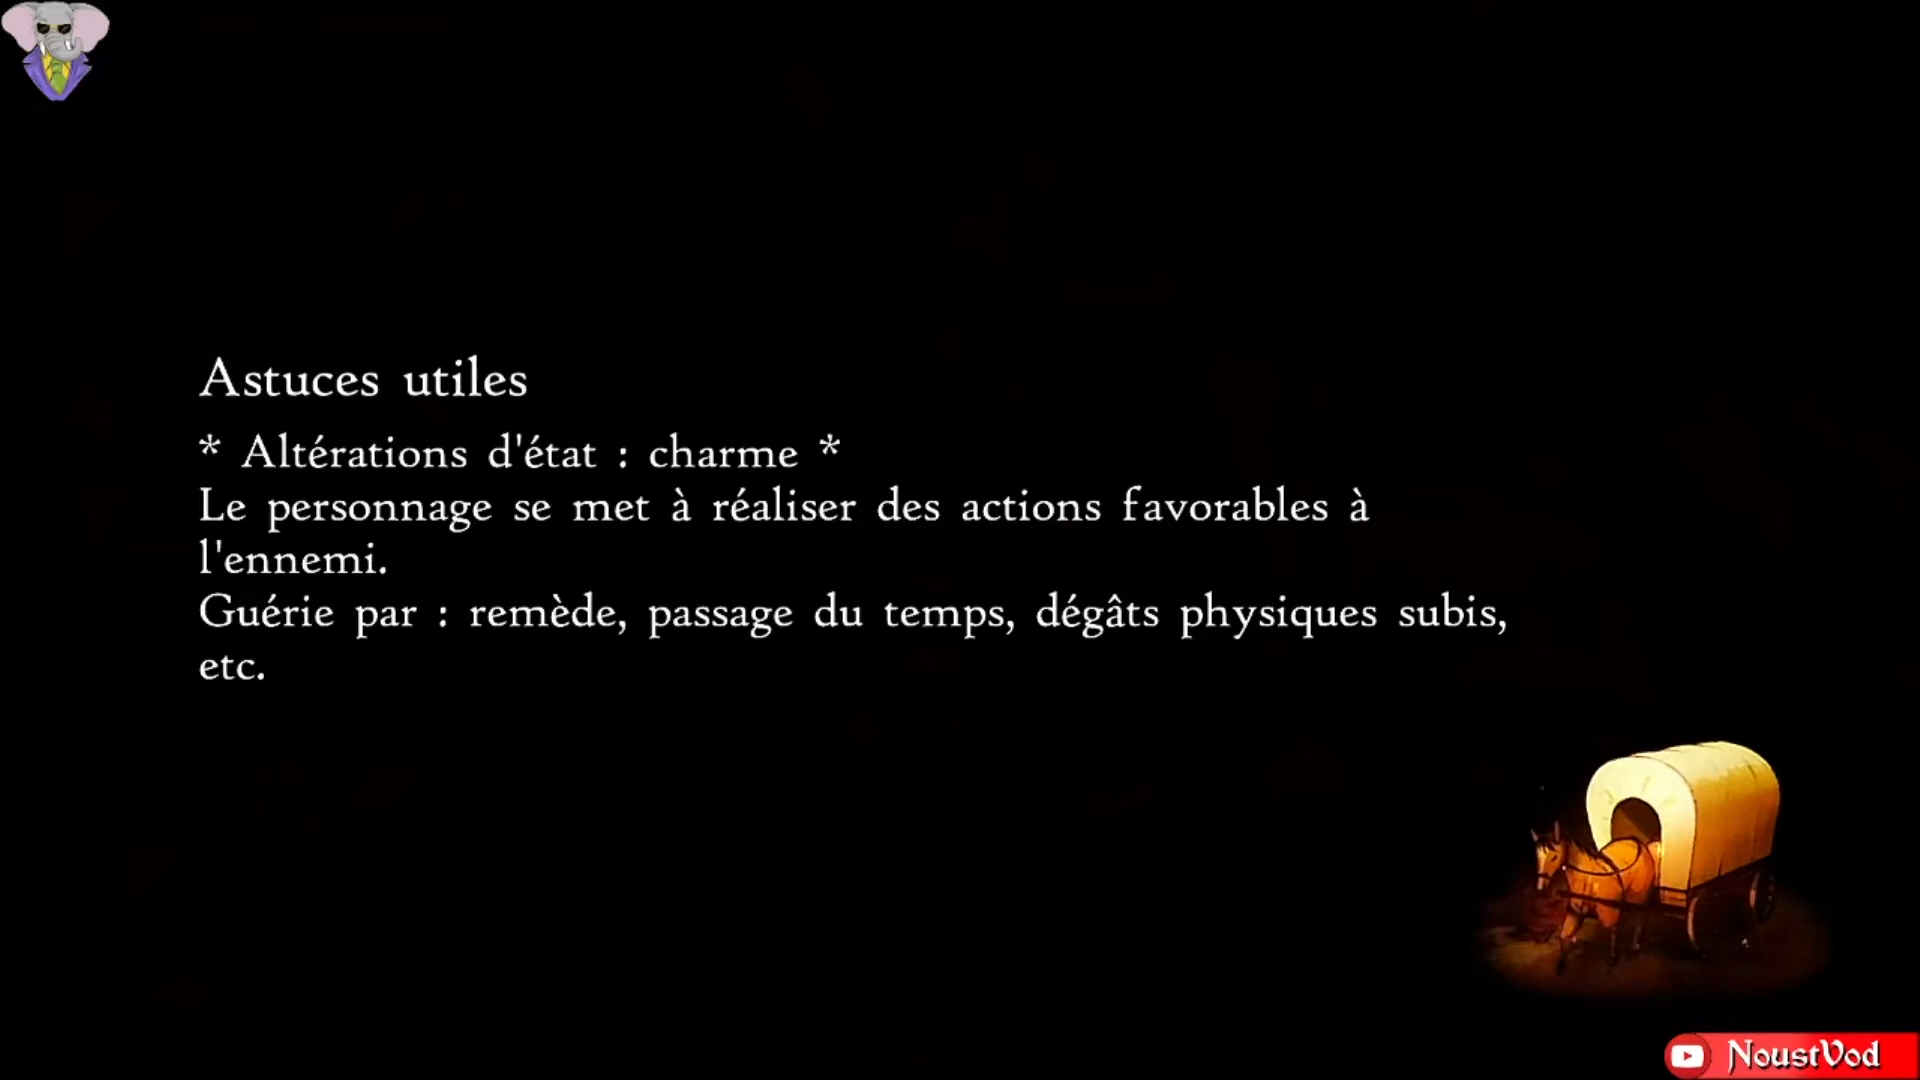 Astuces utiles
* Altérations d'état : charme *
Le personnage se met à réaliser des actions favorables à
l'ennemi.
Guérie par : remède, passage du temps, dégâts physiques subis,
etc.
NoustVod